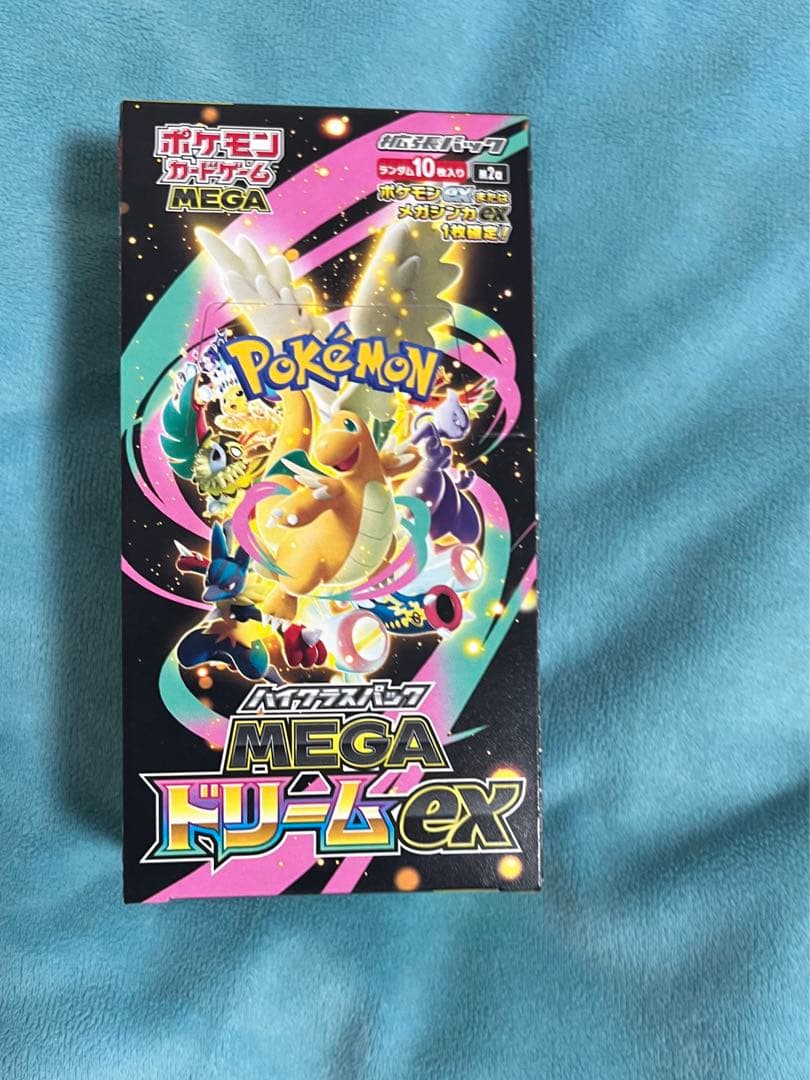 ポケモン
カードゲーム
MEGA
拡張パック
ランダム10枚入り M2a
ポケモンexまたは
メガシンカex
1枚確定!
POKéMON
ハイクラスパック
MEGA
ドリームex